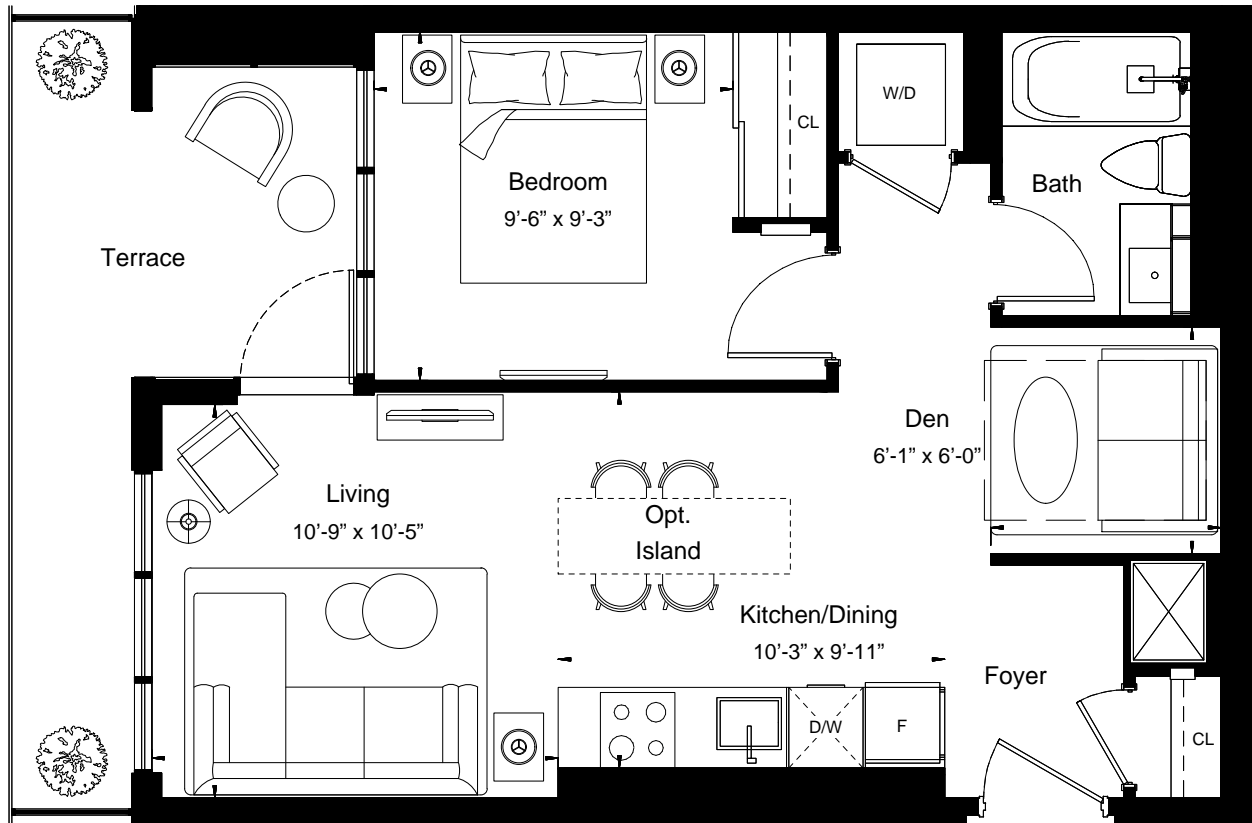 W/D
CL
Bedroom
9’-6” x 9’-3”
Bath
Terrace
Den
6’-1” x 6’-0”
Living
10’-9” x 10’-5”
Opt.
Island
Kitchen/Dining
10’-3” x 9’-11”
Foyer
D/W
F
CL